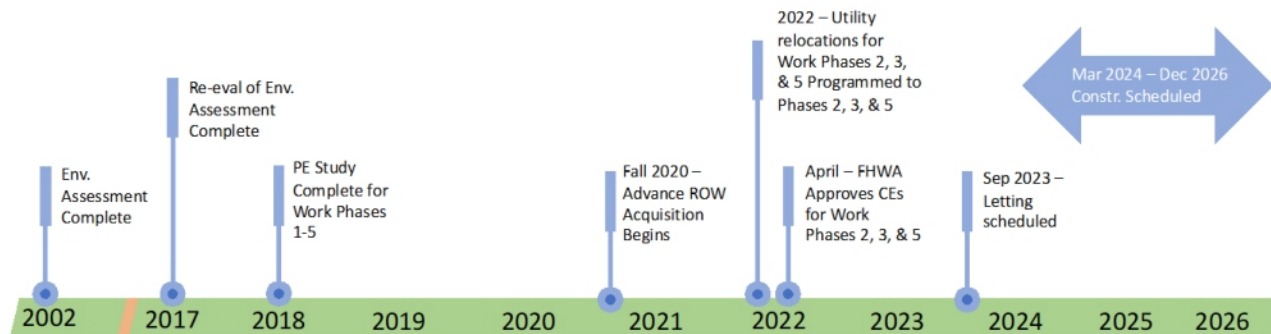 Env.
Assessment
Complete
Re-eval of Env.
Assessment
Complete
PE Study
Complete for
Work Phases
1-5
Fall 2020 –
Advance ROW
Acquisition
Begins
2022 – Utility
relocations for
Work Phases 2, 3,
& 5 Programmed to
Phases 2, 3, & 5
April – FHWA
Approves CEs
for Work
Phases 2, 3, & 5
Sep 2023 –
Letting
scheduled
Mar 2024 – Dec 2026
Constr. Scheduled
2002 2017 2018 2019 2020 2021 2022 2023 2024 2025 2026